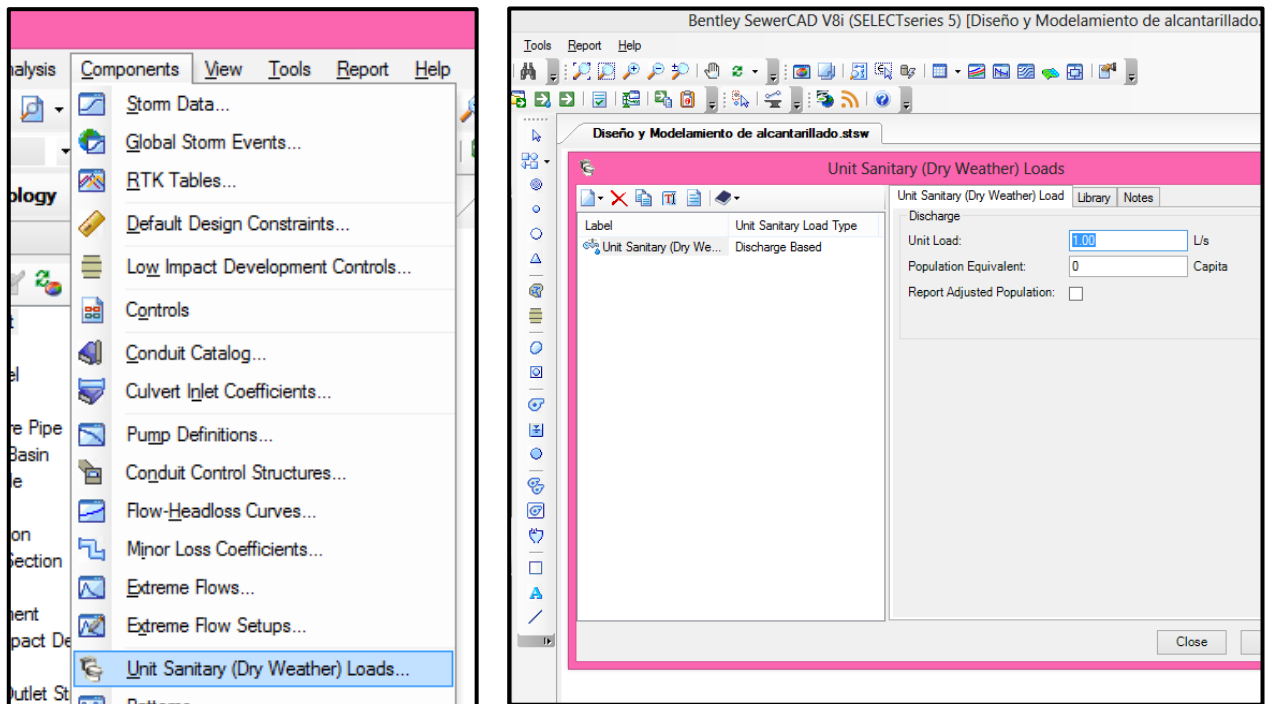 nalysis Components View Tools Report Help
Storm Data...
Global Storm Events...
ology
RTK Tables...
Default Design Constraints...
Low Impact Development Controls...
Controls
Conduit Catalog...
el
Culvert Inlet Coefficients...
re Pipe
Pump Definitions...
Basin
Conduit Control Structures...
le
Flow-Headloss Curves...
on
Minor Loss Coefficients...
Section
Extreme Flows...
ent
Extreme Flow Setups...
pact De
Unit Sanitary (Dry Weather) Loads...
Outlet St
Bentley SewerCAD V8i (SELECTseries 5) [Diseño y Modelamiento de alcantarillado.
Tools Report Help
Diseño y Modelamiento de alcantarillado.stsw
Unit Sanitary (Dry Weather) Loads
Unit Sanitary (Dry Weather) Load Library Notes
Label Unit Sanitary Load Type
Unit Sanitary (Dry We... Discharge Based
Discharge
Unit Load: 1.00 L/s
Population Equivalent: 0 Capita
Report Adjusted Population:
Close